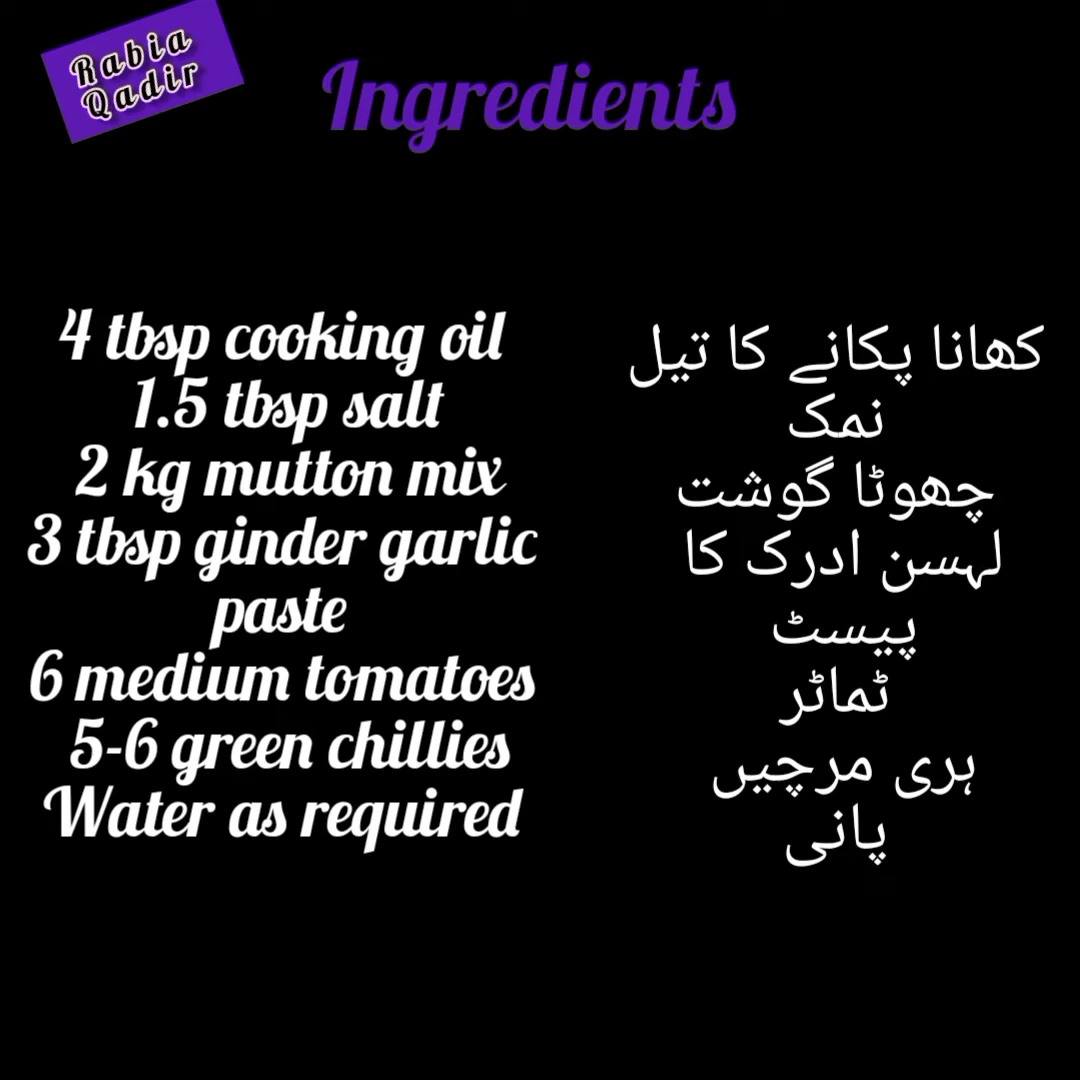 Rabia
Qadir
Ingredients
4 tbsp cooking oil
1.5 tbsp salt
2 kg mutton mix
3 tbsp ginder garlic
paste
6 medium tomatoes
5-6 green chillies
Water as required
کھانا پکانے کا تیل
نمک
چھوٹا گوشت
لہسن ادرک کا
پیسٹ
ٹماٹر
ہری مرچیں
پانی